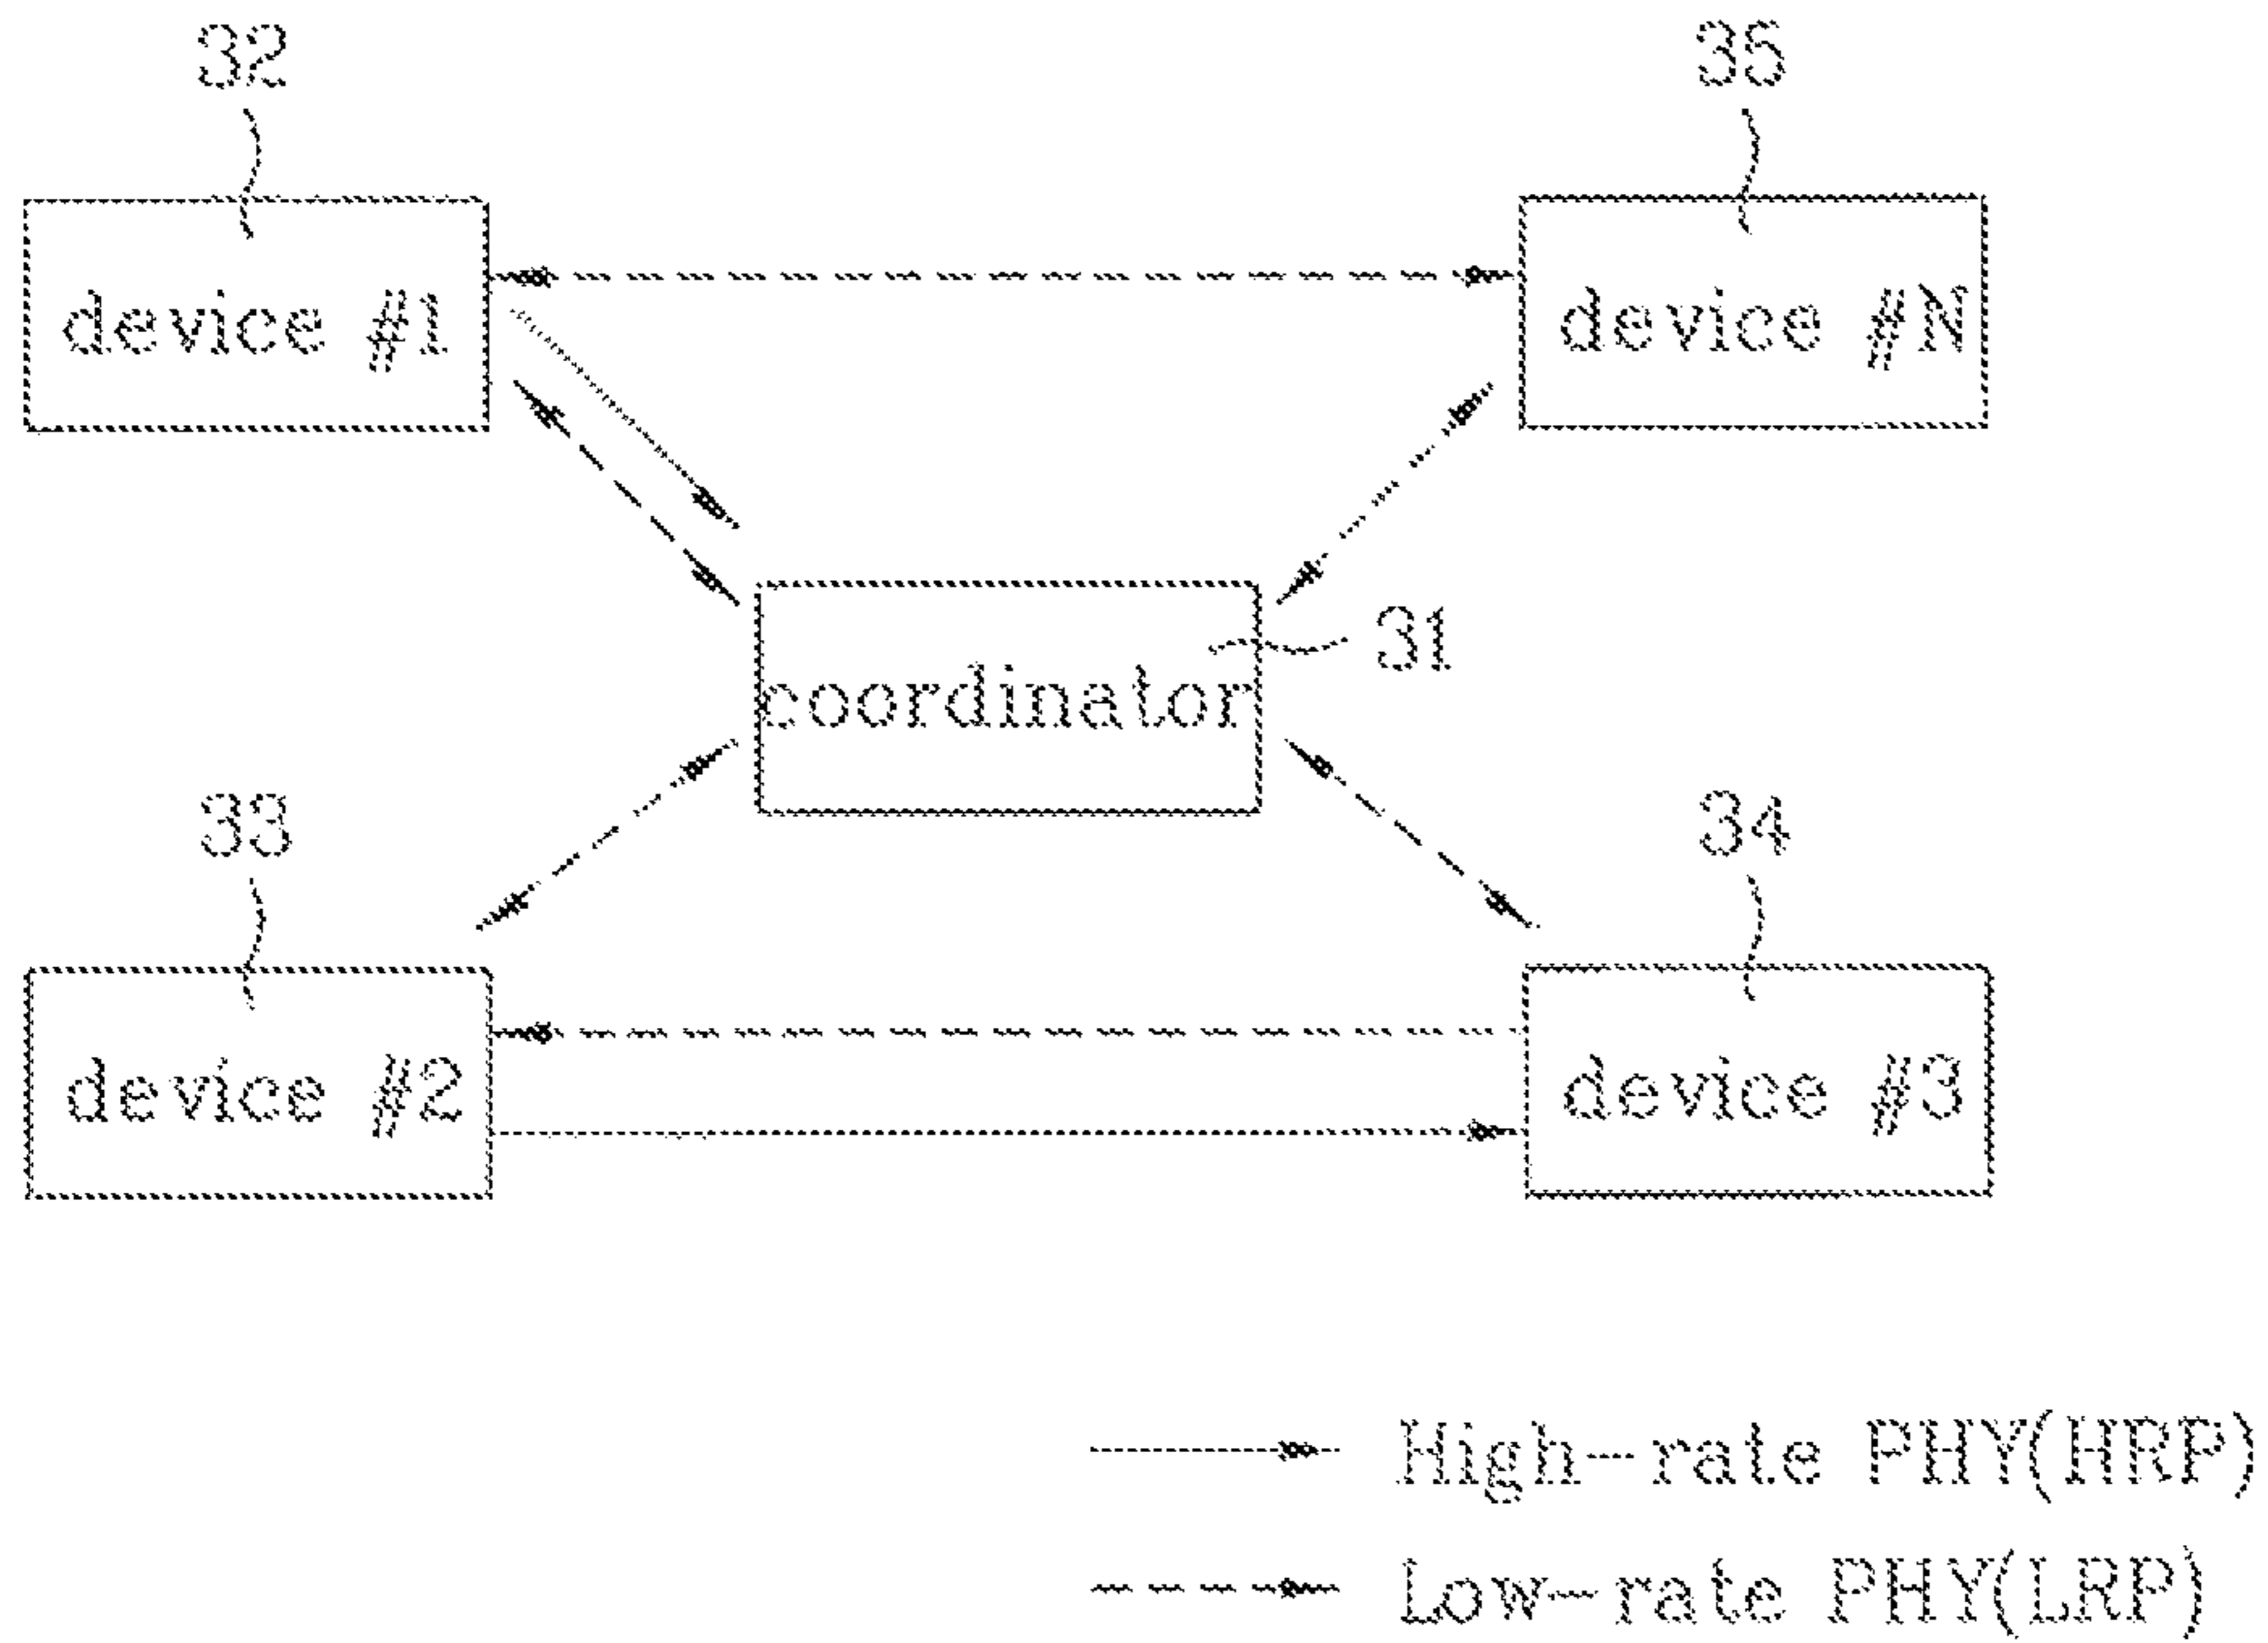 32
35
device #1
device #N
31
coordinator
33
34
device #2
device #3
High-rate PHY(HRP)
Low-rate PHY(LRP)